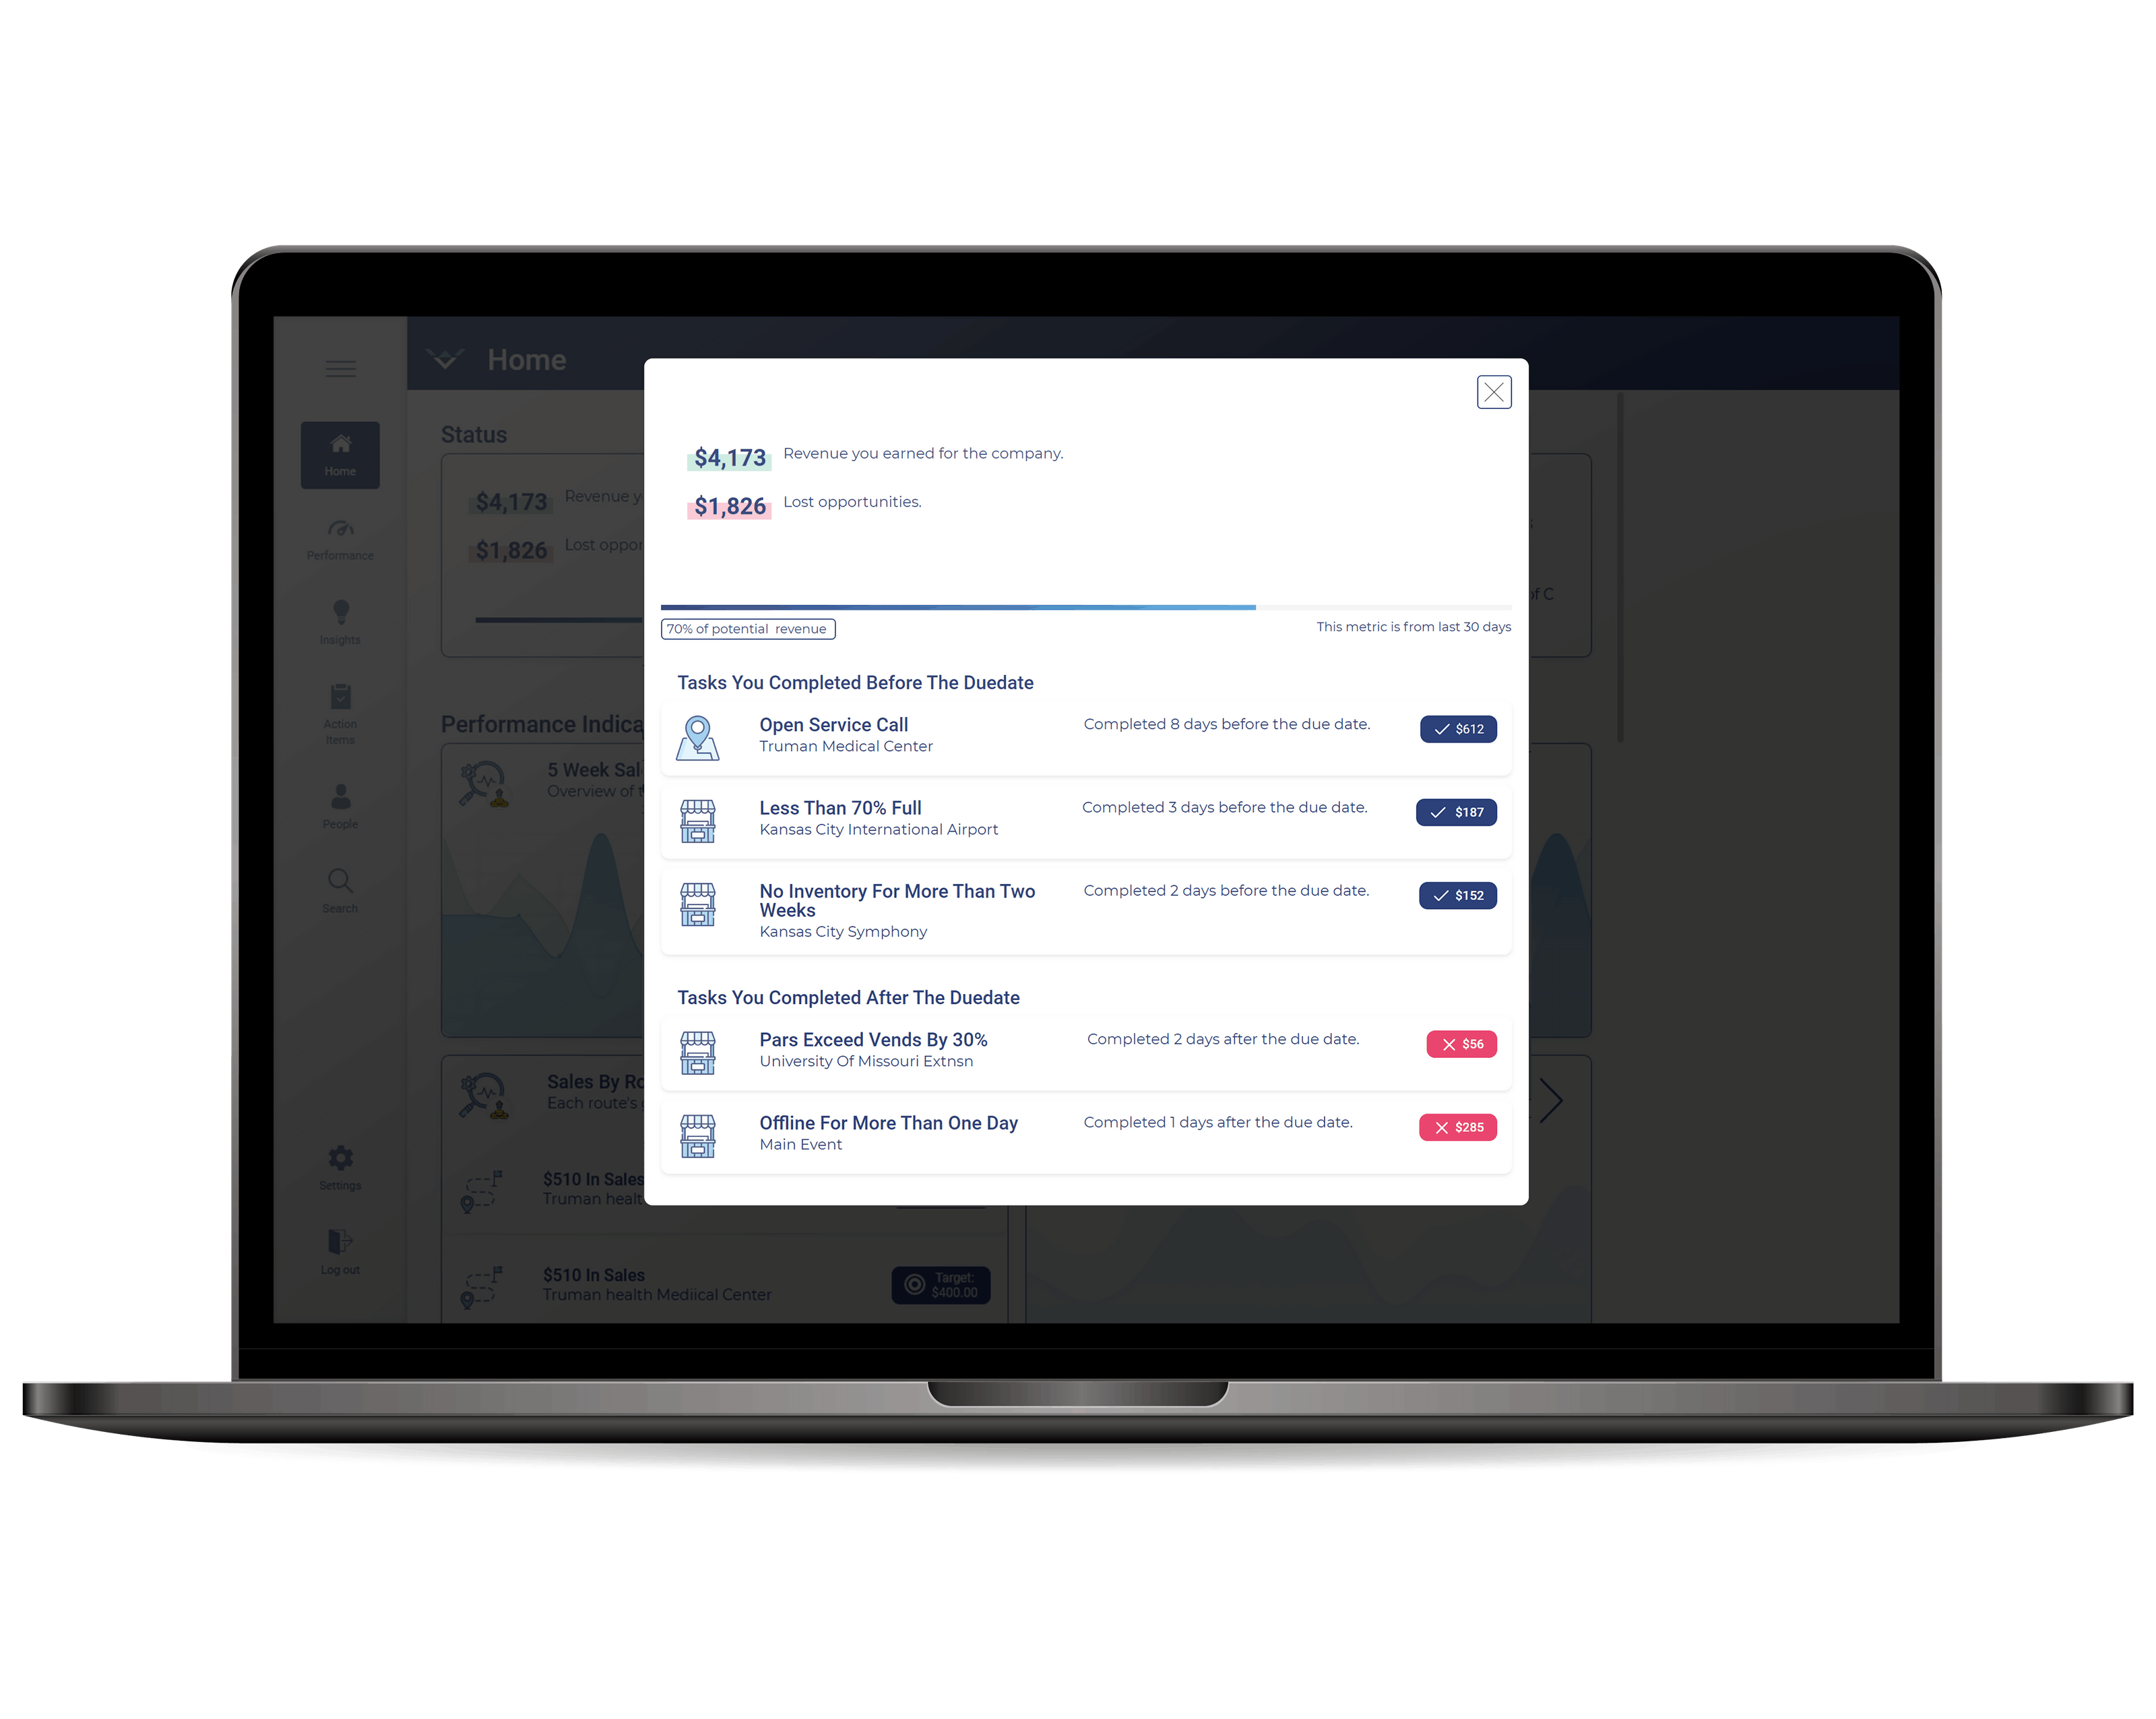 Home
Home
Performance
Insights
Action
Items
People
Search
Settings
Log out
Status
$4,173 Revenue y
$1,826 Lost oppor
Performance Indica
5 Week Sal
Overview of t
Sales By Ro
Each route's
$510 In Sales
Truman healt
$510 In Sales
Truman health Mediical Center
Target:
$400.00
of C
$4,173 Revenue you earned for the company.
$1,826 Lost opportunities.
70% of potential revenue
This metric is from last 30 days
Tasks You Completed Before The Duedate
Open Service Call
Truman Medical Center
Completed 8 days before the due date.
$612
Less Than 70% Full
Kansas City International Airport
Completed 3 days before the due date.
$187
No Inventory For More Than Two
Weeks
Kansas City Symphony
Completed 2 days before the due date.
$152
Tasks You Completed After The Duedate
Pars Exceed Vends By 30%
University Of Missouri Extnsn
Completed 2 days after the due date.
$56
Offline For More Than One Day
Main Event
Completed 1 days after the due date.
$285